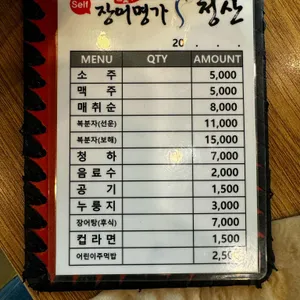 Self
장어명가 정산
20 . . .
MENU QTY AMOUNT
소 주 5,000
맥 주 5,000
매 취 순 8,000
복분자(선운) 11,000
복분자(보해) 15,000
청 하 7,000
음 료 수 2,000
공 기 1,500
누 룽 지 3,000
장어탕(후식) 7,000
컵 라 면 1,500
어린이주먹밥 2,500